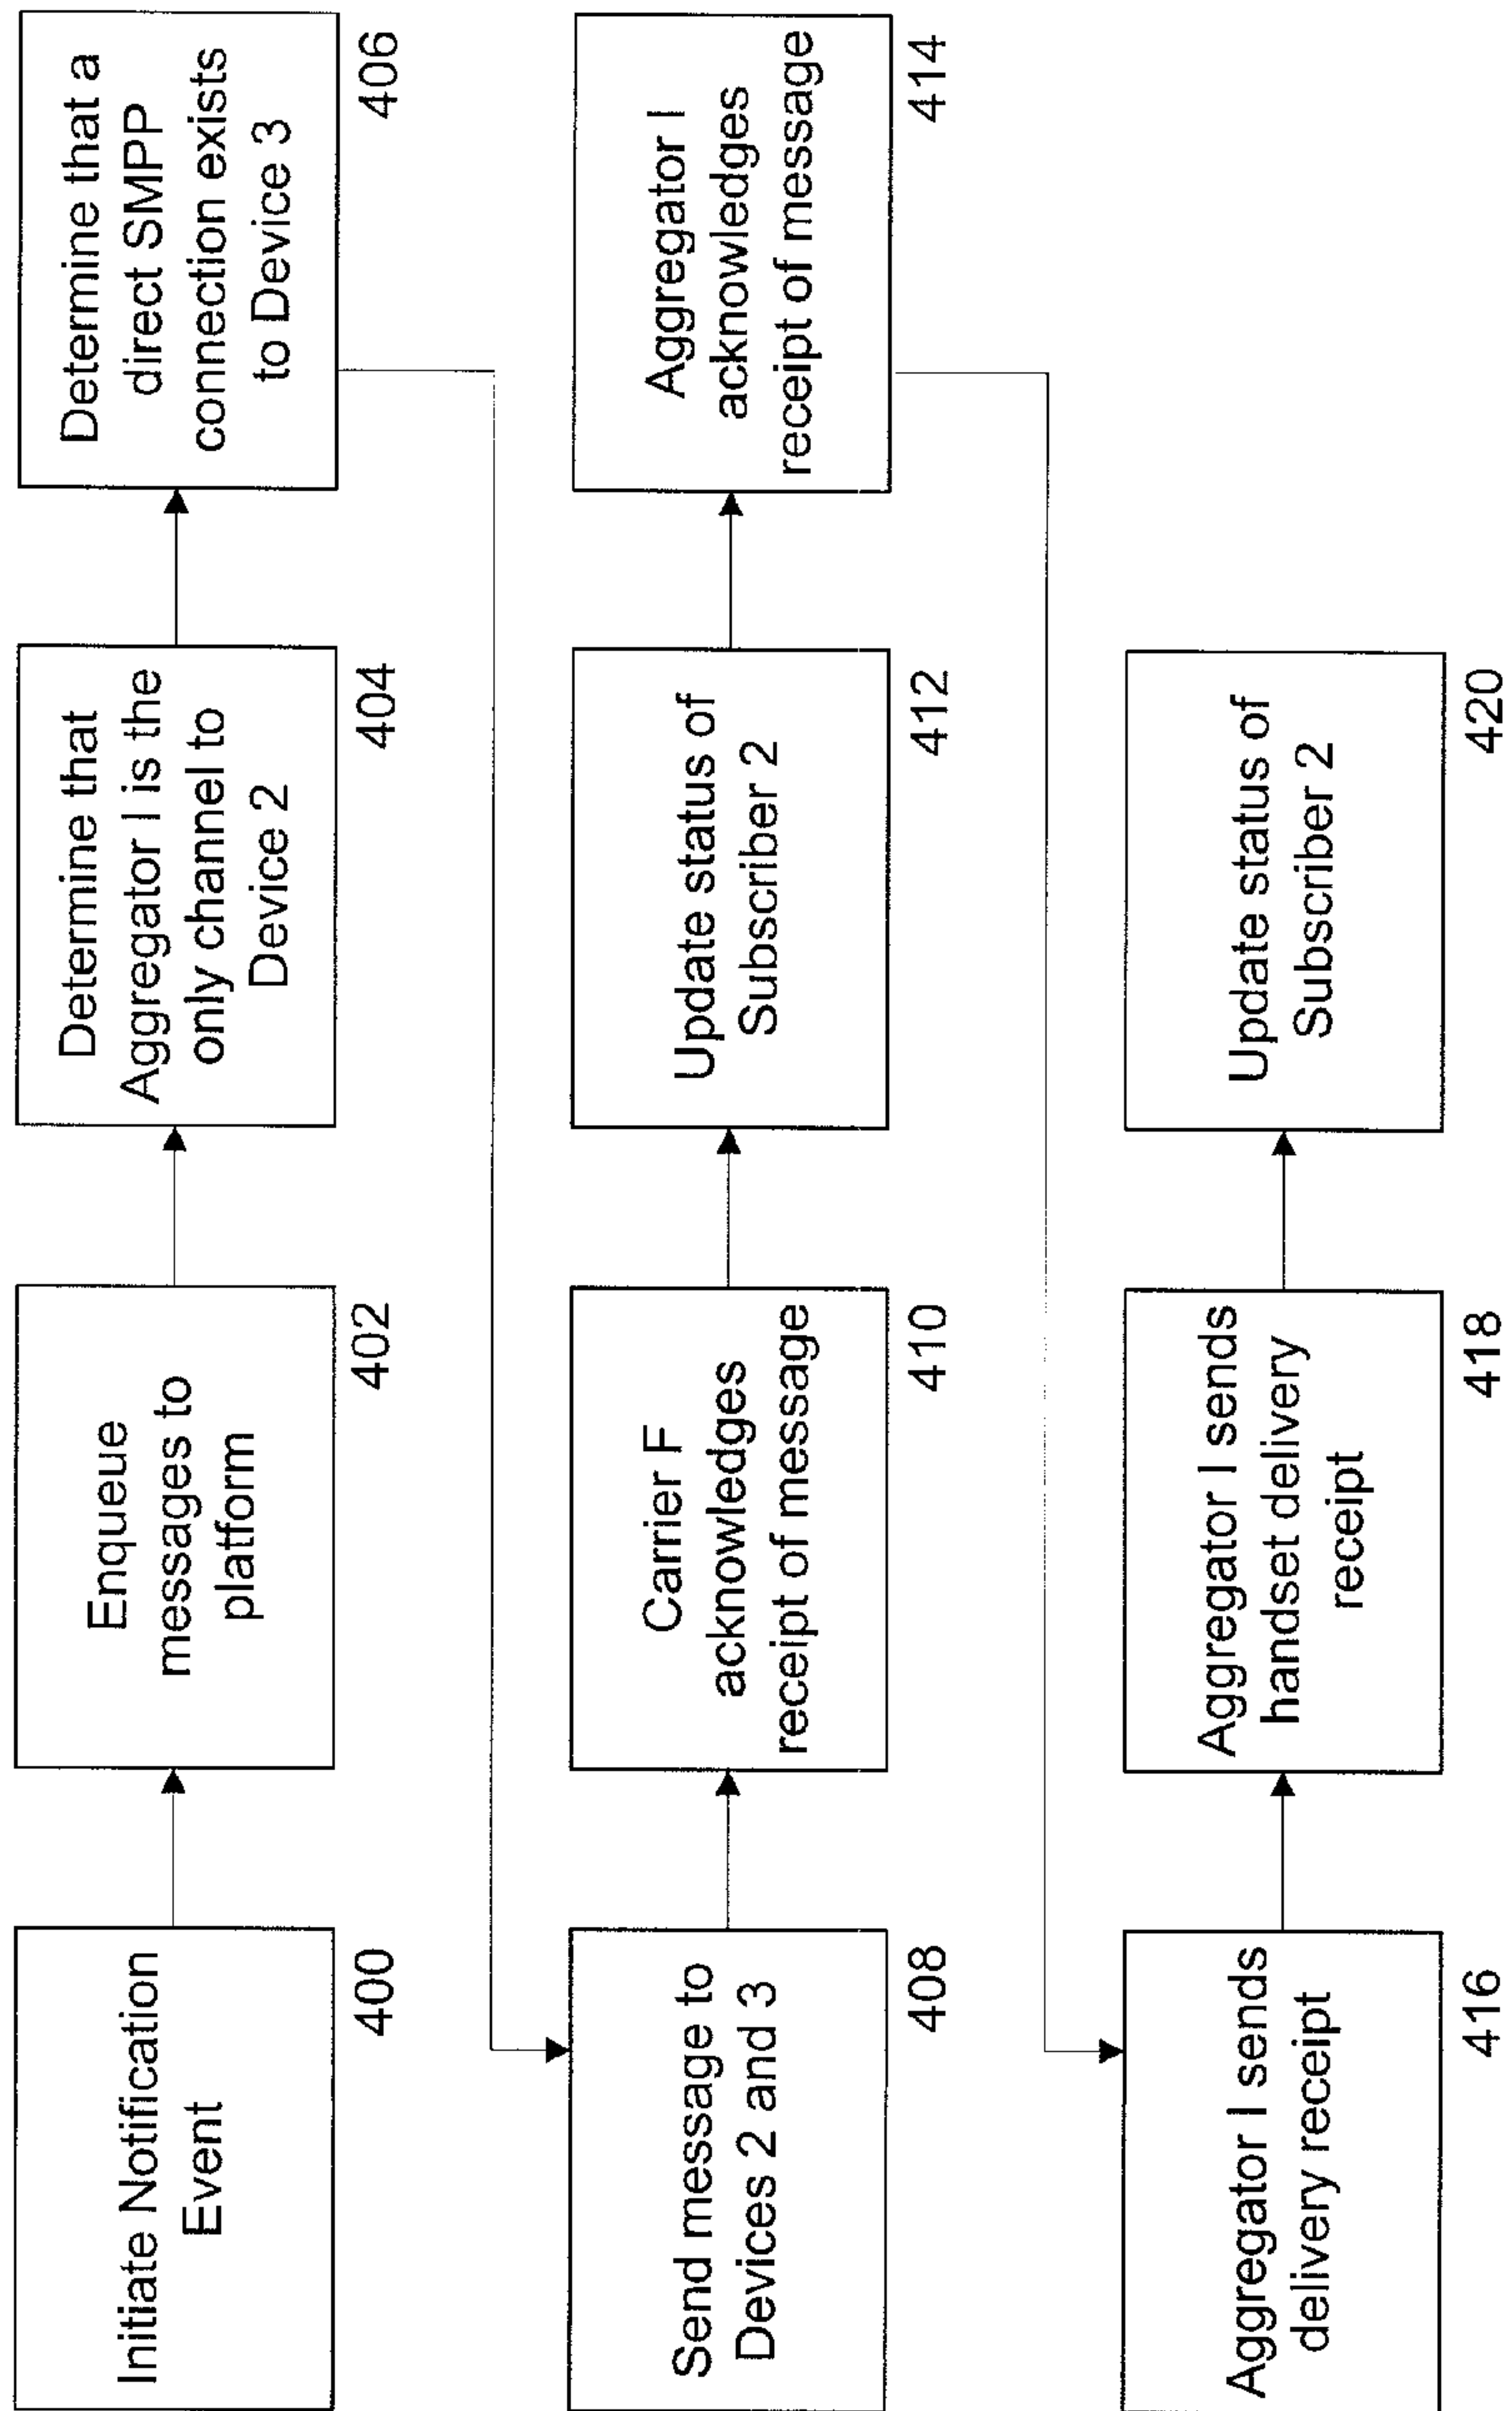 Initiate Notification
Event
400
Enqueue
messages to
platform
402
Determine that
Aggregator I is the
only channel to
Device 2
404
Determine that a
direct SMPP
connection exists
to Device 3
406
Send message to
Devices 2 and 3
408
Carrier F
acknowledges
receipt of message
410
Update status of
Subscriber 2
412
Aggregator I
acknowledges
receipt of message
414
Aggregator I sends
delivery receipt
416
Aggregator I sends
handset delivery
receipt
418
Update status of
Subscriber 2
420